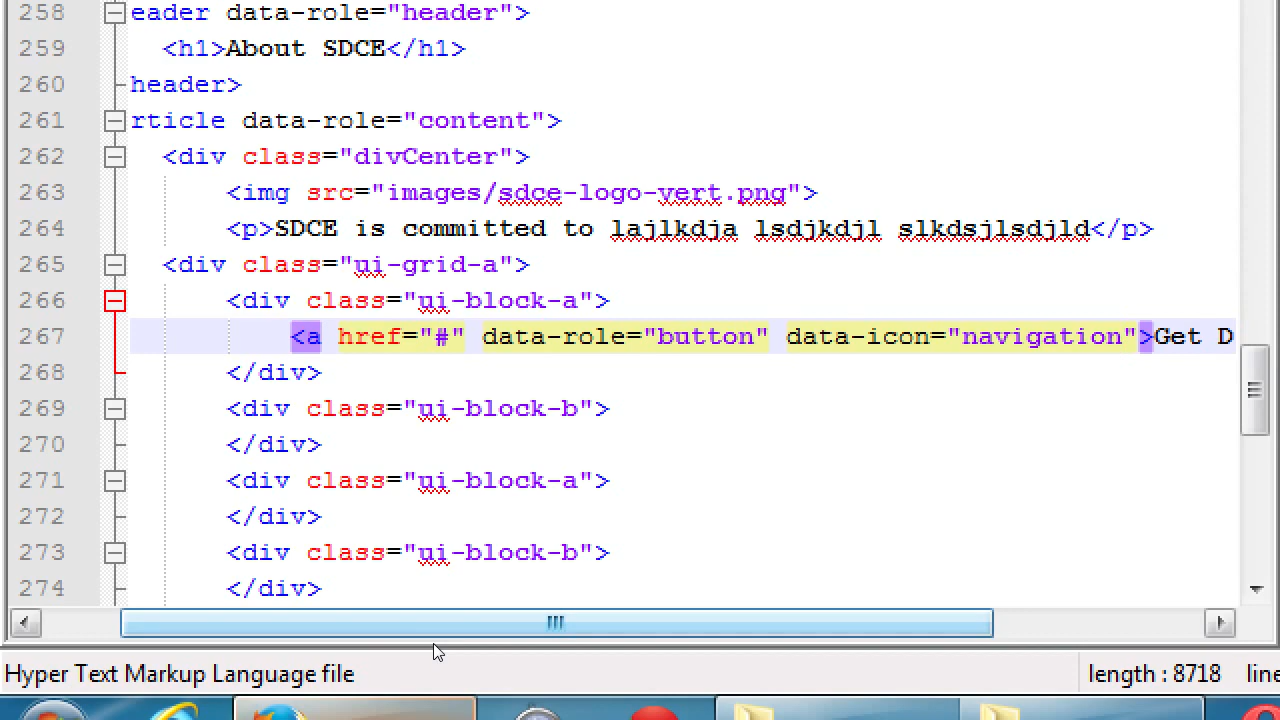 258 eader data-role="header">
259 <h1>About SDCE</h1>
260 header>
261 rticle data-role="content">
262 <div class="divCenter">
263 <img src="images/sdce-logo-vert.png">
264 <p>SDCE is committed to lajlkdja lsdjkdjl slkdsjlsdjld</p>
265 <div class="ui-grid-a">
266 <div class="ui-block-a">
267 <a href="#" data-role="button" data-icon="navigation">Get D
268 </div>
269 <div class="ui-block-b">
270 </div>
271 <div class="ui-block-a">
272 </div>
273 <div class="ui-block-b">
274 </div>
Hyper Text Markup Language file length : 8718 line